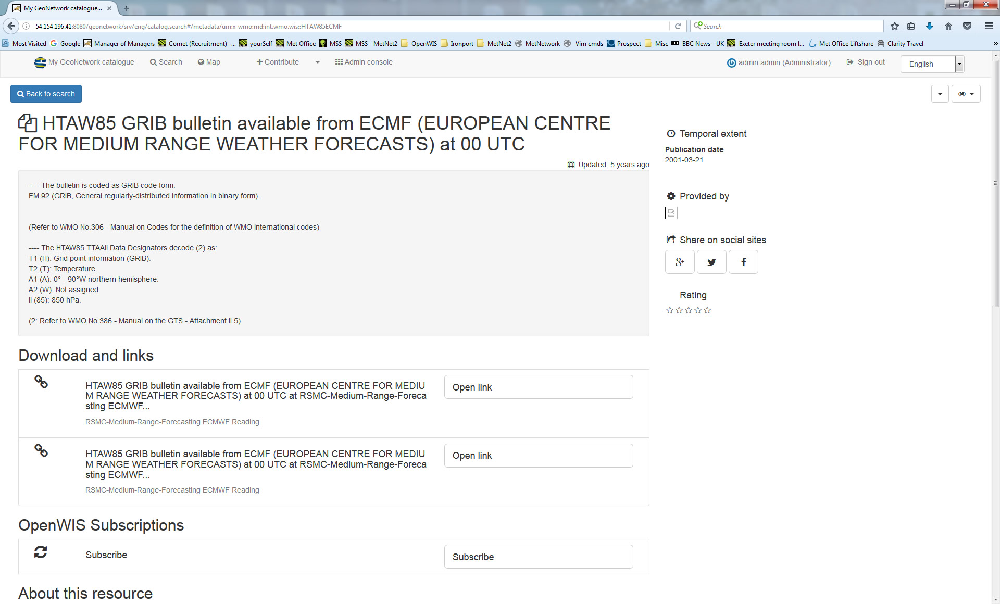 My GeoNetwork catalogue...
54.154.196.41:8080/geonetwork/srv/eng/catalog.search#/metadata/urn:x-wmo:md:int.wmo.wis::HTAW85ECMF
Search
Most Visited Google Manager of Managers Comet (Recruitment) -... yourSelf Met Office MSS MSS - MetNet2 OpenWIS Ironport MetNet2 MetNetwork Vim cmds Prospect Misc BBC News - UK Exeter meeting room l... Met Office Liftshare Clarity Travel
My GeoNetwork catalogue Search Map Contribute Admin console admin admin (Administrator) Sign out English
Back to search
HTAW85 GRIB bulletin available from ECMF (EUROPEAN CENTRE
FOR MEDIUM RANGE WEATHER FORECASTS) at 00 UTC
Updated: 5 years ago
---- The bulletin is coded as GRIB code form:
FM 92 (GRIB, General regularly-distributed information in binary form) .
(Refer to WMO No.306 - Manual on Codes for the definition of WMO international codes)
---- The HTAW85 TTAAii Data Designators decode (2) as:
T1 (H): Grid point information (GRIB).
T2 (T): Temperature.
A1 (A): 0° - 90°W northern hemisphere.
A2 (W): Not assigned.
ii (85): 850 hPa.
(2: Refer to WMO No.386 - Manual on the GTS - Attachment II.5)
Temporal extent
Publication date
2001-03-21
Provided by
Share on social sites
Rating
Download and links
HTAW85 GRIB bulletin available from ECMF (EUROPEAN CENTRE FOR MEDIU
M RANGE WEATHER FORECASTS) at 00 UTC at RSMC-Medium-Range-Foreca
sting ECMWF...
RSMC-Medium-Range-Forecasting ECMWF Reading
Open link
HTAW85 GRIB bulletin available from ECMF (EUROPEAN CENTRE FOR MEDIU
M RANGE WEATHER FORECASTS) at 00 UTC at RSMC-Medium-Range-Foreca
sting ECMWF...
RSMC-Medium-Range-Forecasting ECMWF Reading
Open link
OpenWIS Subscriptions
Subscribe
Subscribe
About this resource